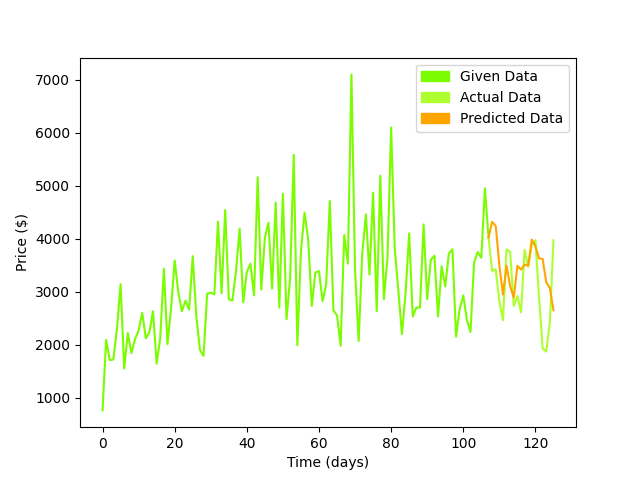 7000
6000
5000
4000
3000
2000
1000
Price ($)
0 20 40 60 80 100 120
Time (days)
Given Data
Actual Data
Predicted Data